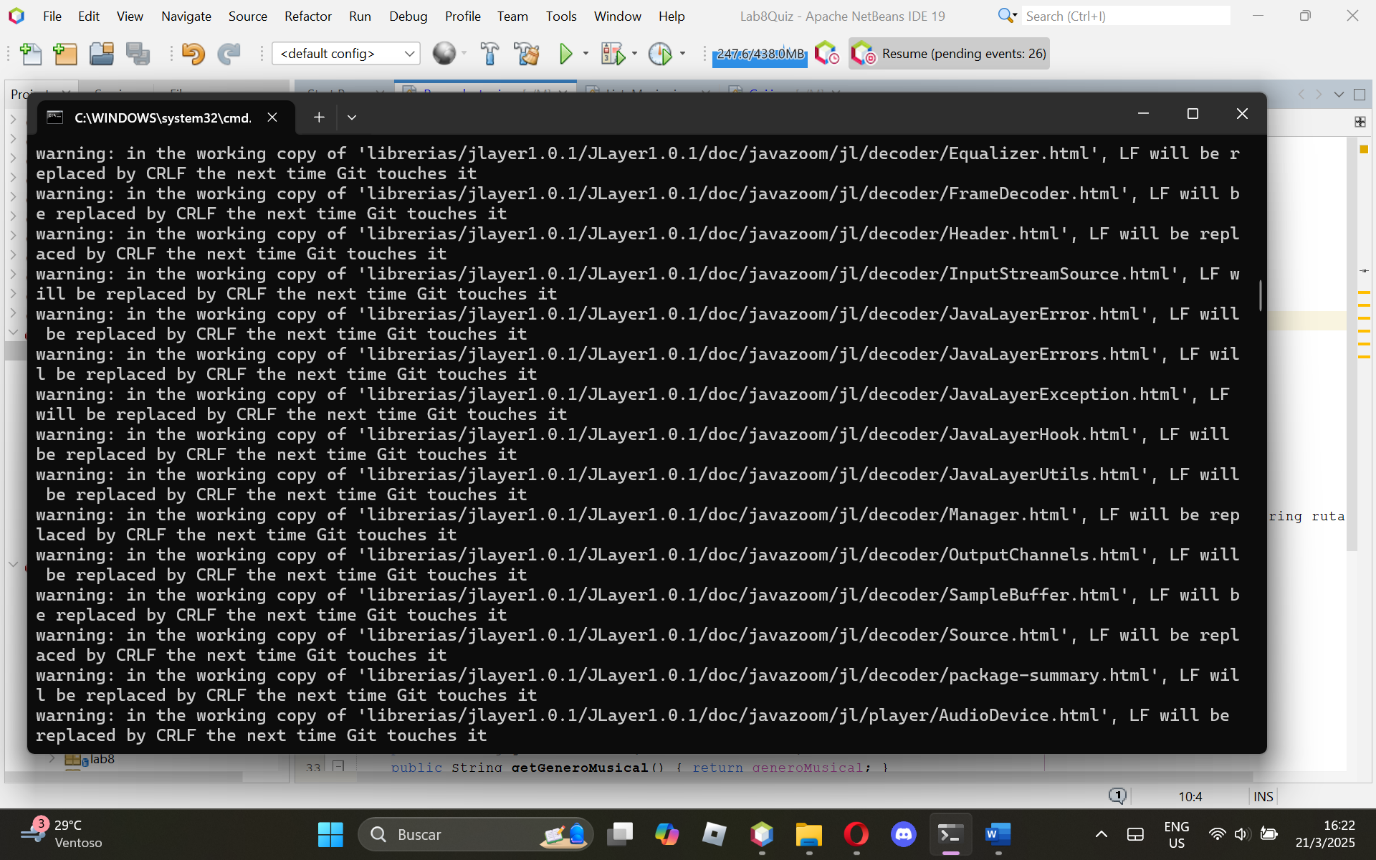 File Edit View Navigate Source Refactor Run Debug Profile Team Tools Window Help Lab8Quiz - Apache NetBeans IDE 19 Search (Ctrl+I)
<default config> 247.6/438.0MB Resume (pending events: 26)
C:\WINDOWS\system32\cmd.
warning: in the working copy of 'librerias/jlayer1.0.1/JLayer1.0.1/doc/javazoom/jl/decoder/Equalizer.html', LF will be r
eplaced by CRLF the next time Git touches it
warning: in the working copy of 'librerias/jlayer1.0.1/JLayer1.0.1/doc/javazoom/jl/decoder/FrameDecoder.html', LF will b
e replaced by CRLF the next time Git touches it
warning: in the working copy of 'librerias/jlayer1.0.1/JLayer1.0.1/doc/javazoom/jl/decoder/Header.html', LF will be repl
aced by CRLF the next time Git touches it
warning: in the working copy of 'librerias/jlayer1.0.1/JLayer1.0.1/doc/javazoom/jl/decoder/InputStreamSource.html', LF w
ill be replaced by CRLF the next time Git touches it
warning: in the working copy of 'librerias/jlayer1.0.1/JLayer1.0.1/doc/javazoom/jl/decoder/JavaLayerError.html', LF will
 be replaced by CRLF the next time Git touches it
warning: in the working copy of 'librerias/jlayer1.0.1/JLayer1.0.1/doc/javazoom/jl/decoder/JavaLayerErrors.html', LF wil
l be replaced by CRLF the next time Git touches it
warning: in the working copy of 'librerias/jlayer1.0.1/JLayer1.0.1/doc/javazoom/jl/decoder/JavaLayerException.html', LF
will be replaced by CRLF the next time Git touches it
warning: in the working copy of 'librerias/jlayer1.0.1/JLayer1.0.1/doc/javazoom/jl/decoder/JavaLayerHook.html', LF will
be replaced by CRLF the next time Git touches it
warning: in the working copy of 'librerias/jlayer1.0.1/JLayer1.0.1/doc/javazoom/jl/decoder/JavaLayerUtils.html', LF will
 be replaced by CRLF the next time Git touches it
warning: in the working copy of 'librerias/jlayer1.0.1/JLayer1.0.1/doc/javazoom/jl/decoder/Manager.html', LF will be rep
laced by CRLF the next time Git touches it
warning: in the working copy of 'librerias/jlayer1.0.1/JLayer1.0.1/doc/javazoom/jl/decoder/OutputChannels.html', LF will
 be replaced by CRLF the next time Git touches it
warning: in the working copy of 'librerias/jlayer1.0.1/JLayer1.0.1/doc/javazoom/jl/decoder/SampleBuffer.html', LF will b
e replaced by CRLF the next time Git touches it
warning: in the working copy of 'librerias/jlayer1.0.1/JLayer1.0.1/doc/javazoom/jl/decoder/Source.html', LF will be repl
aced by CRLF the next time Git touches it
warning: in the working copy of 'librerias/jlayer1.0.1/JLayer1.0.1/doc/javazoom/jl/decoder/package-summary.html', LF wil
l be replaced by CRLF the next time Git touches it
warning: in the working copy of 'librerias/jlayer1.0.1/JLayer1.0.1/doc/javazoom/jl/player/AudioDevice.html', LF will be
replaced by CRLF the next time Git touches it
ring ruta
lab8
33 public String getGeneroMusical() { return generoMusical; }
1 10:4 INS
3 29°C
Ventoso
Buscar
ENG
US
16:22
21/3/2025